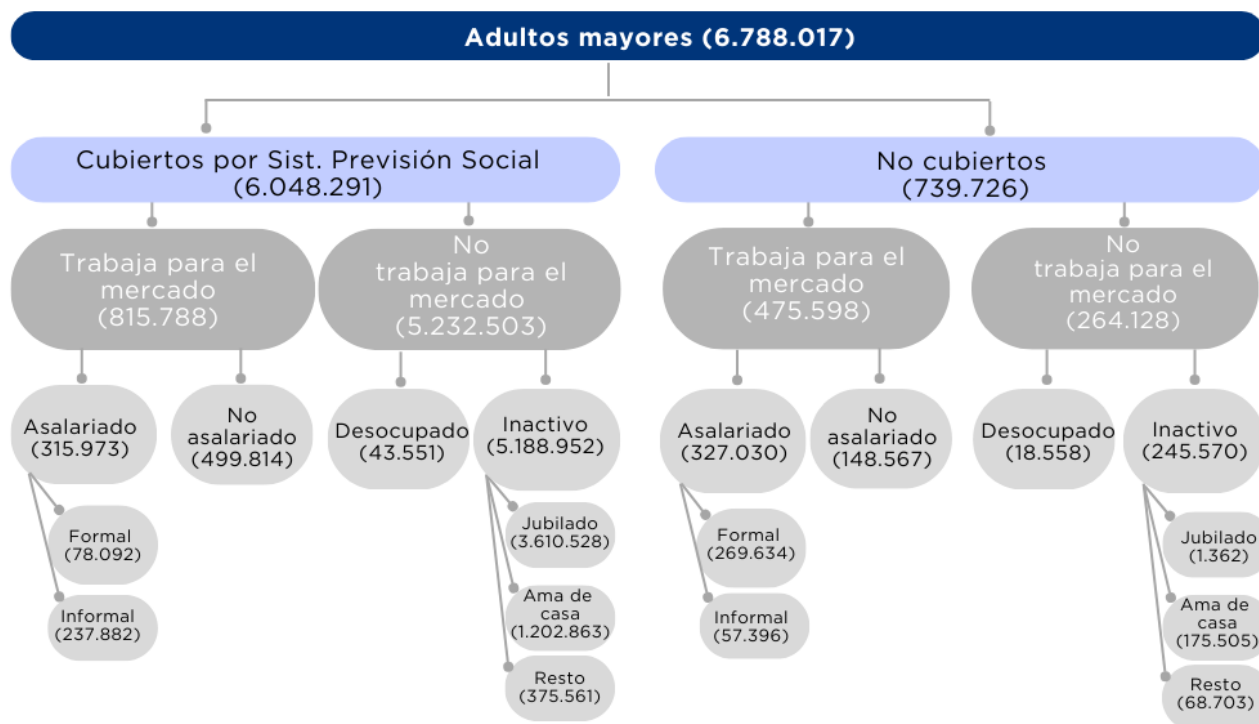 Adultos mayores (6.788.017)
Cubiertos por Sist. Previsión Social
(6.048.291)
No cubiertos
(739.726)
Trabaja para el
mercado
(815.788)
No
trabaja para el
mercado
(5.232.503)
Trabaja para el
mercado
(475.598)
No
trabaja para el
mercado
(264.128)
Asalariado
(315.973)
No
asalariado
(499.814)
Desocupado
(43.551)
Inactivo
(5.188.952)
Asalariado
(327.030)
No
asalariado
(148.567)
Desocupado
(18.558)
Inactivo
(245.570)
Formal
(78.092)
Informal
(237.882)
Jubilado
(3.610.528)
Ama de
casa
(1.202.863)
Resto
(375.561)
Formal
(269.634)
Informal
(57.396)
Jubilado
(1.362)
Ama de
casa
(175.505)
Resto
(68.703)